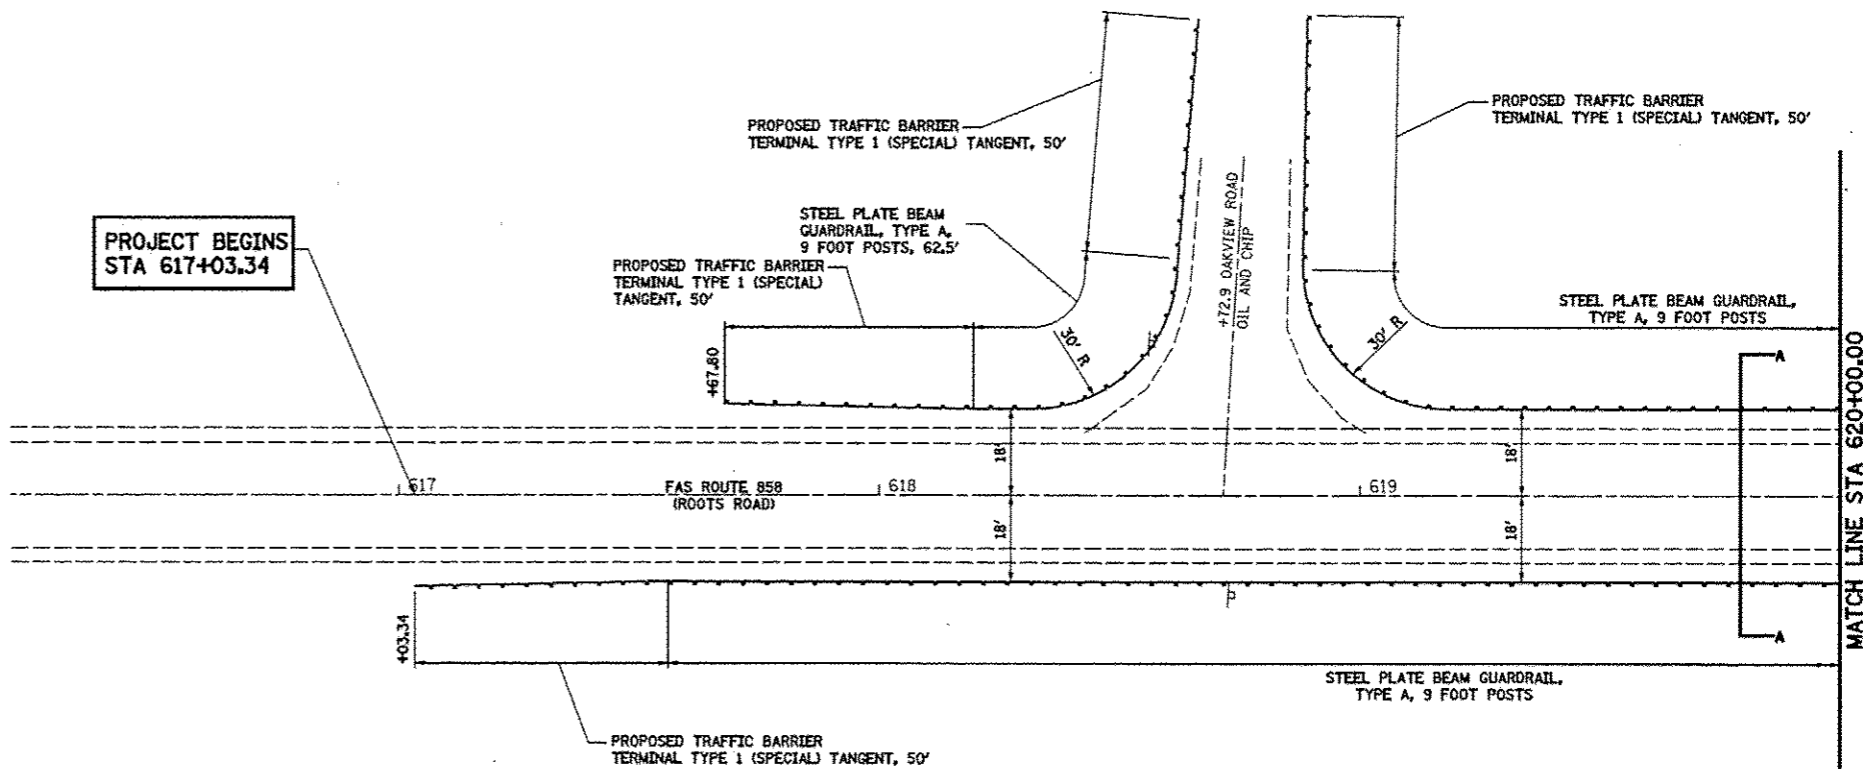 PROPOSED TRAFFIC BARRIER
TERMINAL TYPE 1 (SPECIAL) TANGENT, 50'
PROPOSED TRAFFIC BARRIER
TERMINAL TYPE 1 (SPECIAL) TANGENT, 50'
PROJECT BEGINS
STA 617+03.34
STEEL PLATE BEAM
GUARDRAIL, TYPE A,
9 FOOT POSTS, 62.5'
PROPOSED TRAFFIC BARRIER
TERMINAL TYPE 1 (SPECIAL)
TANGENT, 50'
+72.9 OAKVIEW ROAD
OIL AND CHIP
STEEL PLATE BEAM GUARDRAIL,
TYPE A, 9 FOOT POSTS
30' R
30' R
+67.80
A
18'
18'
617
FAS ROUTE 858
(ROOTS ROAD)
618
619
18'
18'
MATCH LINE STA 620+00.00
P
+03.34
A
STEEL PLATE BEAM GUARDRAIL,
TYPE A, 9 FOOT POSTS
PROPOSED TRAFFIC BARRIER
TERMINAL TYPE 1 (SPECIAL) TANGENT, 50'